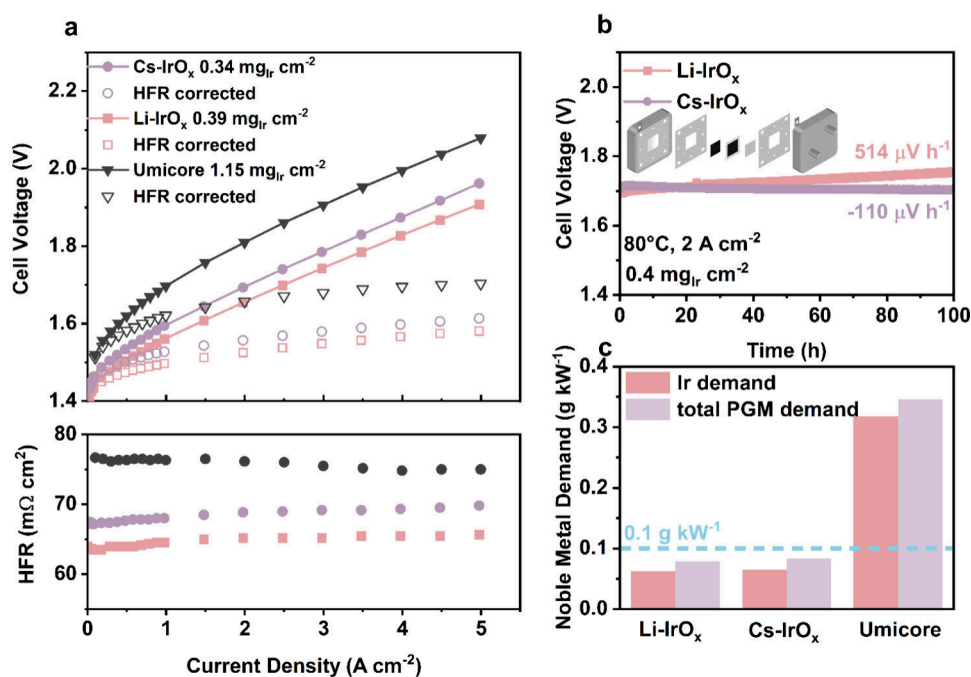 a
Cell Voltage (V)
2.2
2.0
1.8
1.6
1.4
Cs-IrOₓ 0.34 mg_Ir cm⁻²
HFR corrected
Li-IrOₓ 0.39 mg_Ir cm⁻²
HFR corrected
Umicore 1.15 mg_Ir cm⁻²
HFR corrected
HFR (mΩ cm²)
80
70
60
0 1 2 3 4 5
Current Density (A cm⁻²)
b
Cell Voltage (V)
2.0
1.8
1.6
1.4
Li-IrOₓ
Cs-IrOₓ
514 μV h⁻¹
-110 μV h⁻¹
80°C, 2 A cm⁻²
0.4 mg_Ir cm⁻²
0 20 40 60 80 100
Time (h)
c
Noble Metal Demand (g kW⁻¹)
0.4
0.3
0.2
0.1
0.0
Ir demand
total PGM demand
0.1 g kW⁻¹
Li-IrOₓ Cs-IrOₓ Umicore